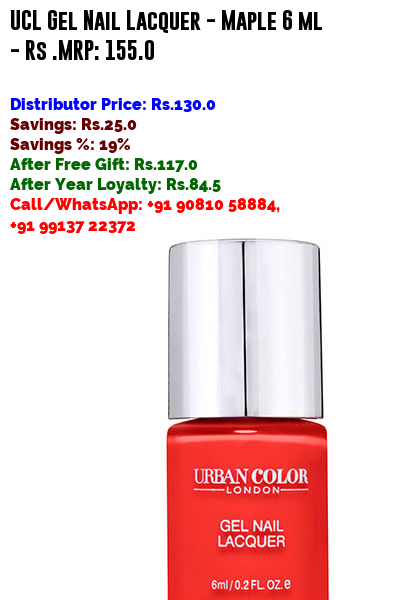 UCL Gel Nail Lacquer - Maple 6 ml
- Rs .MRP: 155.0
Distributor Price: Rs.130.0
Savings: Rs.25.0
Savings %: 19%
After Free Gift: Rs.117.0
After Year Loyalty: Rs.84.5
Call/WhatsApp: +91 90810 58884,
+91 99137 22372
URBAN COLOR
LONDON
GEL NAIL
LACQUER
6ml/0.2 FL. OZ. e